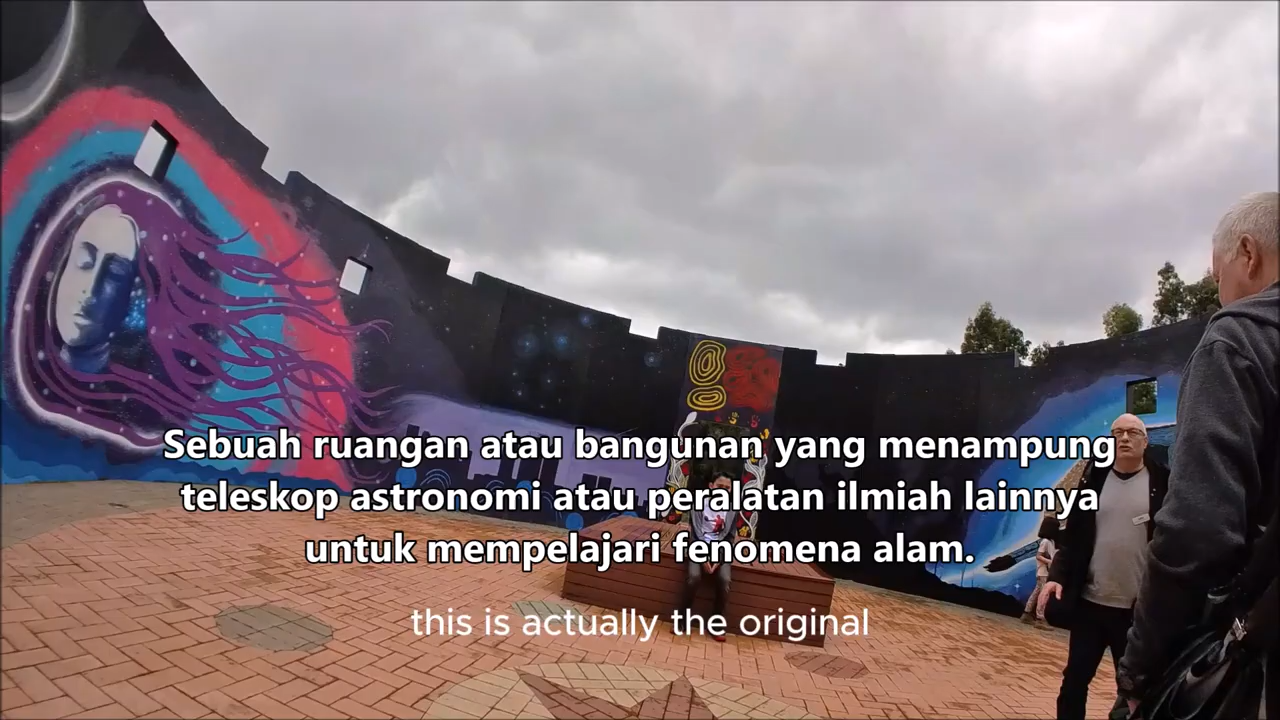 Sebuah ruangan atau bangunan yang menampung
teleskop astronomi atau peralatan ilmiah lainnya
untuk mempelajari fenomena alam.
this is actually the original